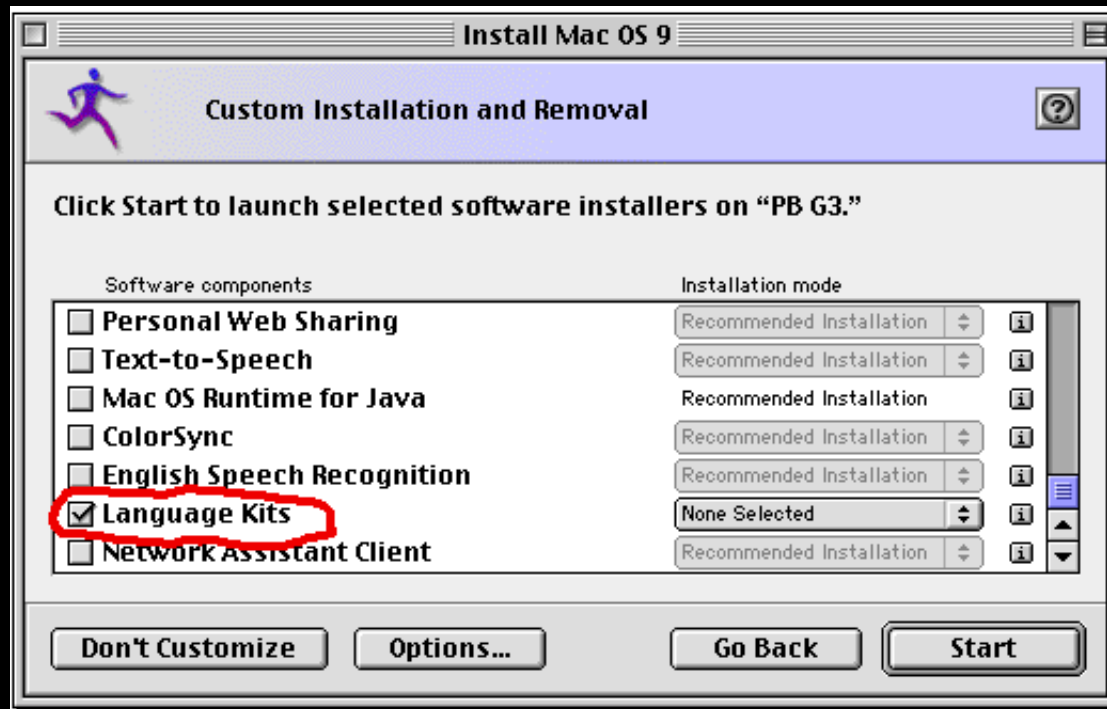 Install Mac OS 9
Custom Installation and Removal
Click Start to launch selected software installers on “PB G3.”
Software components Installation mode
Personal Web Sharing Recommended Installation
Text-to-Speech Recommended Installation
Mac OS Runtime for Java Recommended Installation
ColorSync Recommended Installation
English Speech Recognition Recommended Installation
Language Kits None Selected
Network Assistant Client Recommended Installation
Don't Customize Options... Go Back Start